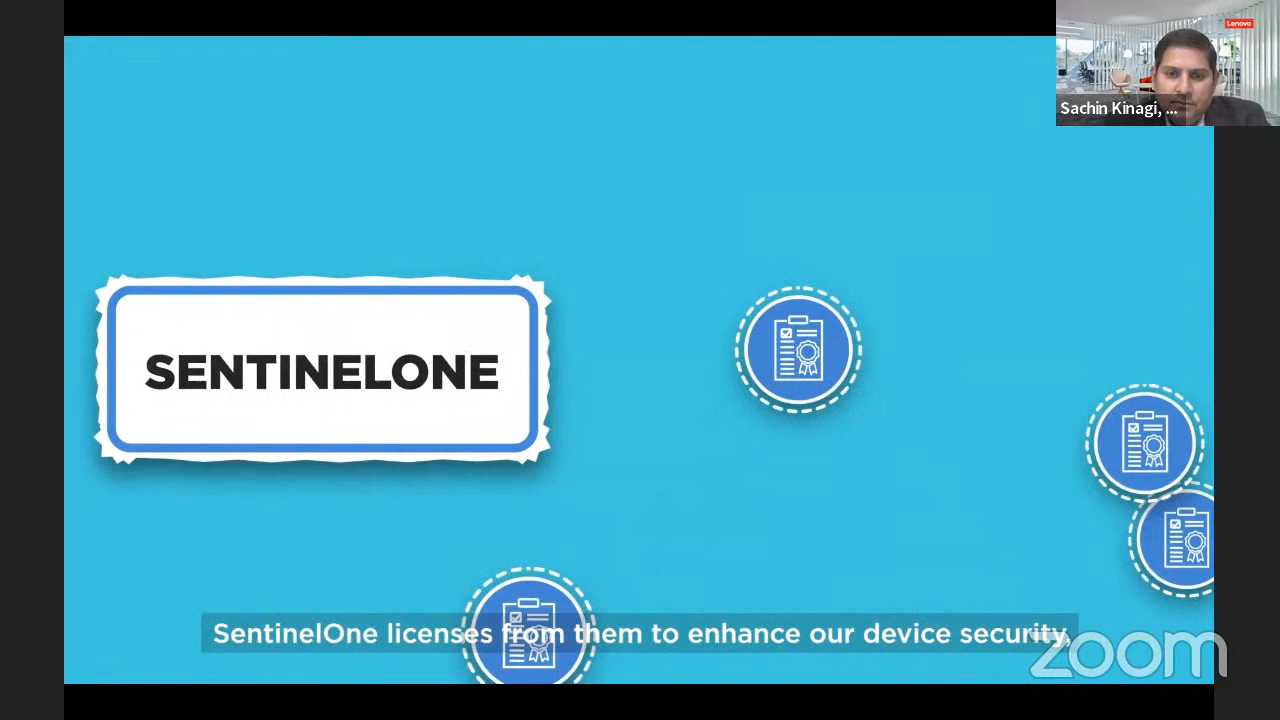 Lenovo
Sachin Kinagi, ...
SENTINELONE
SentinelOne licenses from them to enhance our device security,
zoom